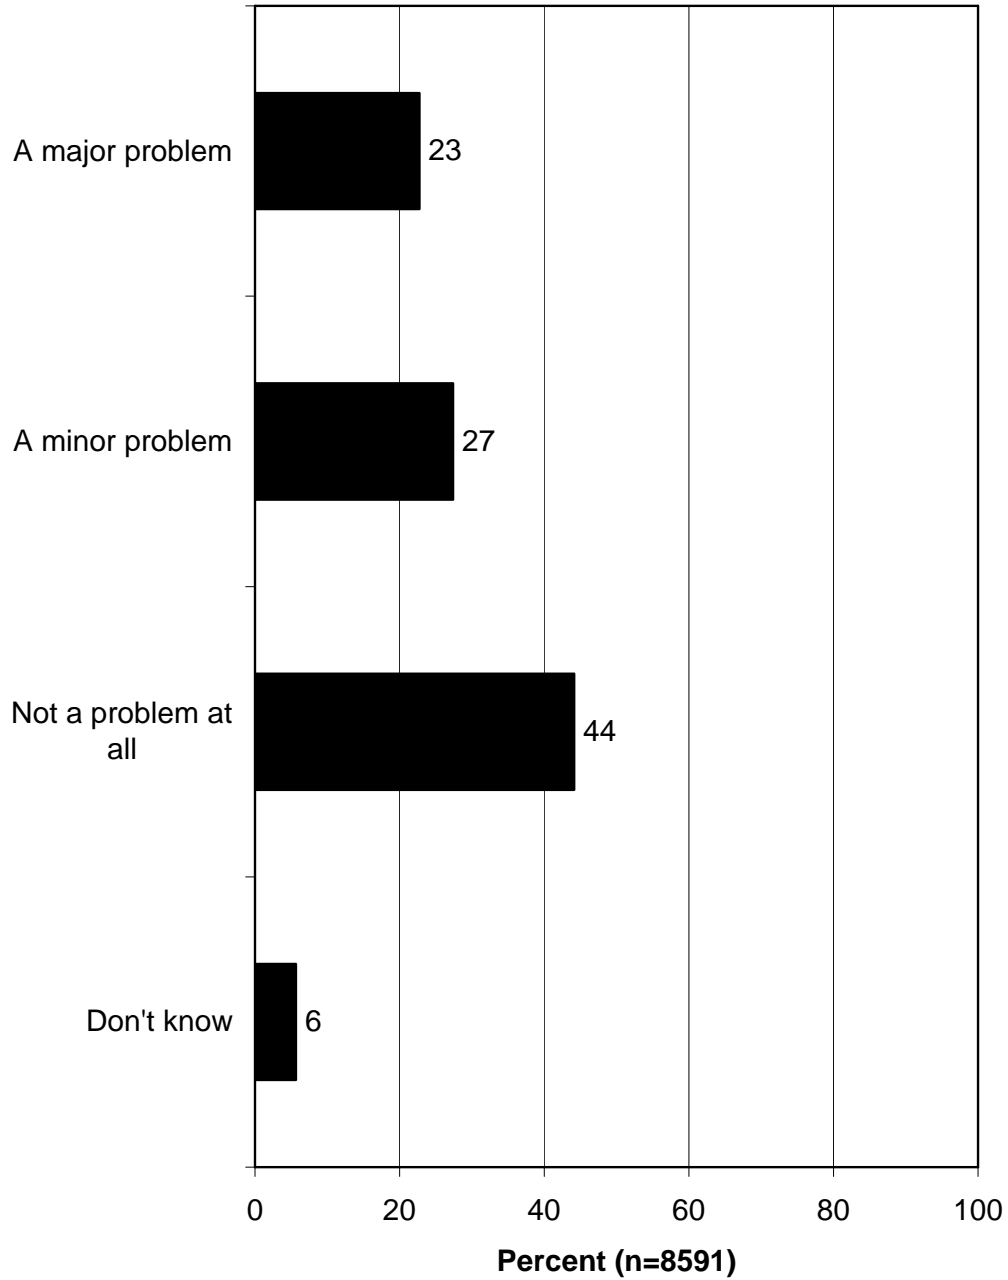 A major problem
23
A minor problem
27
Not a problem at
all
44
Don't know
6
0 20 40 60 80 100
Percent (n=8591)